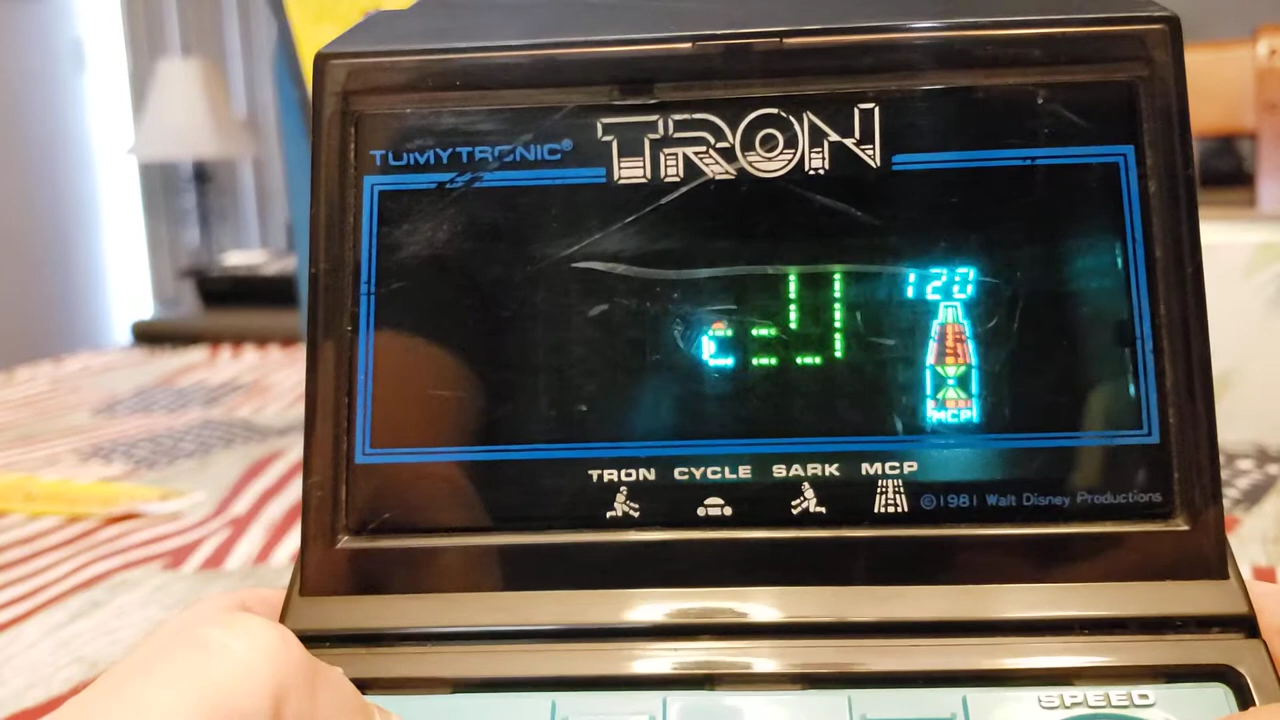 TRON
TUMYTRONIC®
120
MCP
TRON CYCLE SARK MCP
©1981 Walt Disney Productions
SPEED